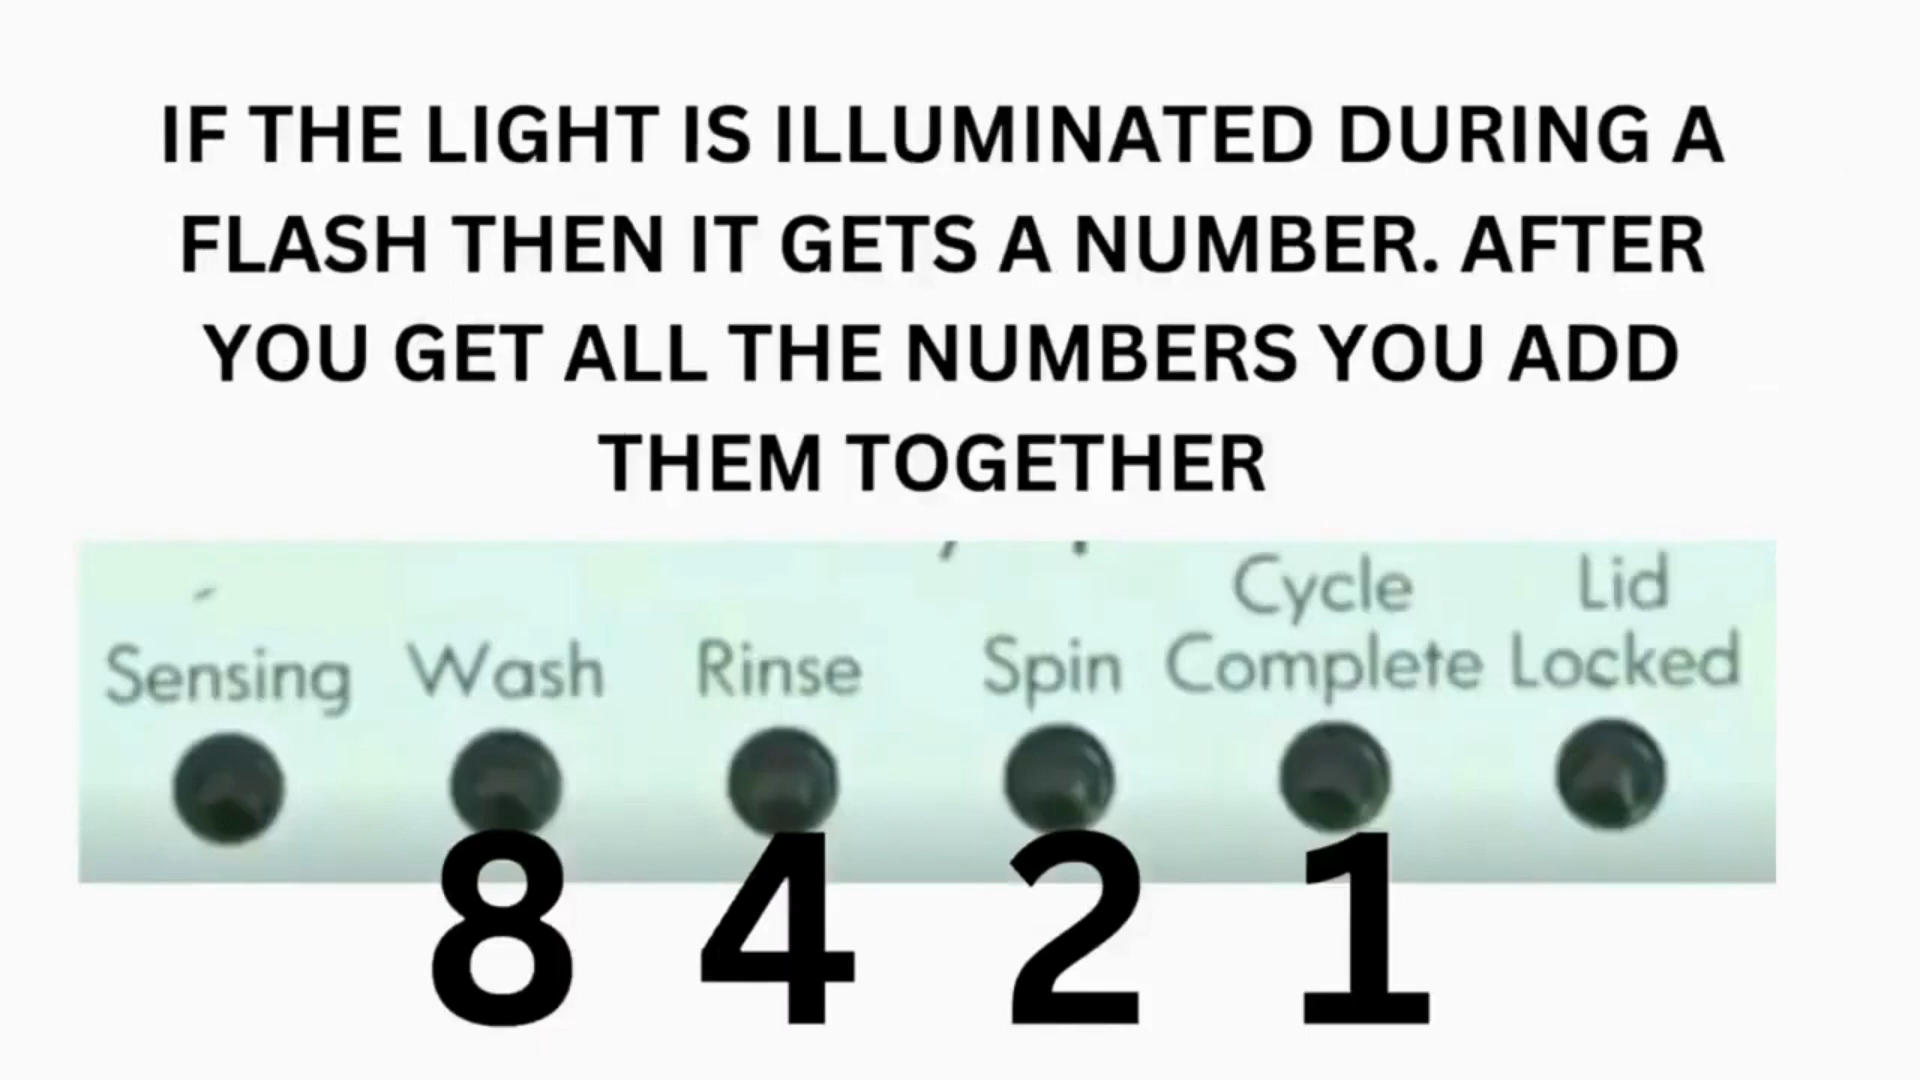 IF THE LIGHT IS ILLUMINATED DURING A
FLASH THEN IT GETS A NUMBER. AFTER
YOU GET ALL THE NUMBERS YOU ADD
THEM TOGETHER
Sensing Wash Rinse Spin Cycle Complete Lid Locked
8 4 2 1